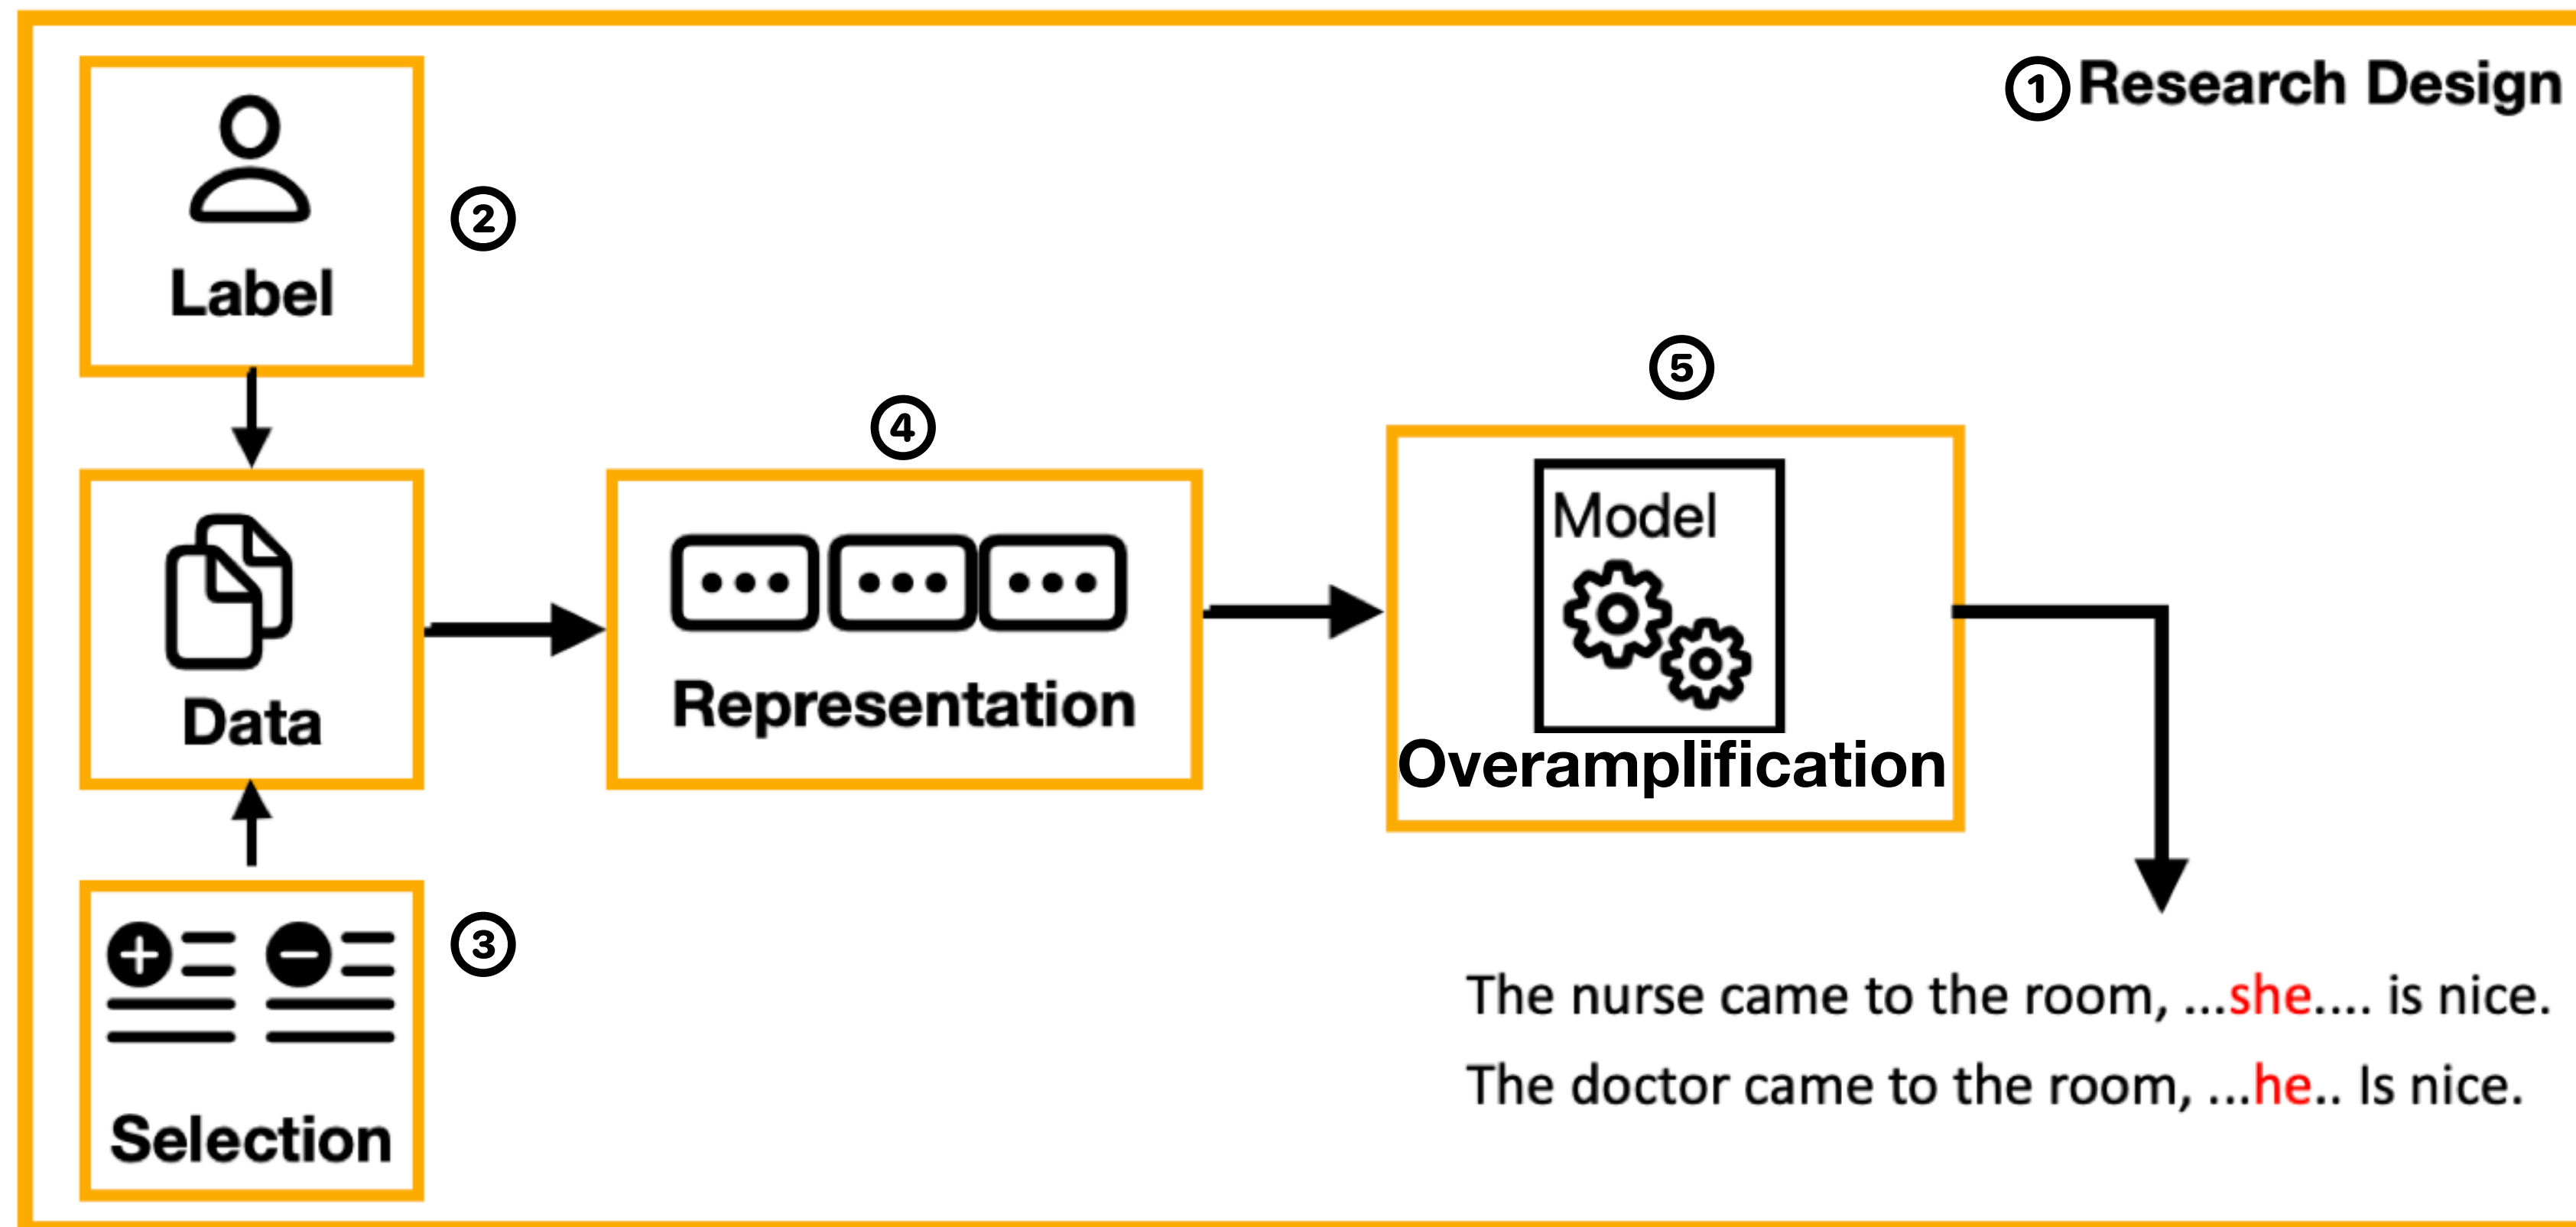 ① Research Design
Label
②
④
⑤
Data
Representation
Model
Overamplification
③
Selection
The nurse came to the room, ...she.... is nice.
The doctor came to the room, ...he.. Is nice.